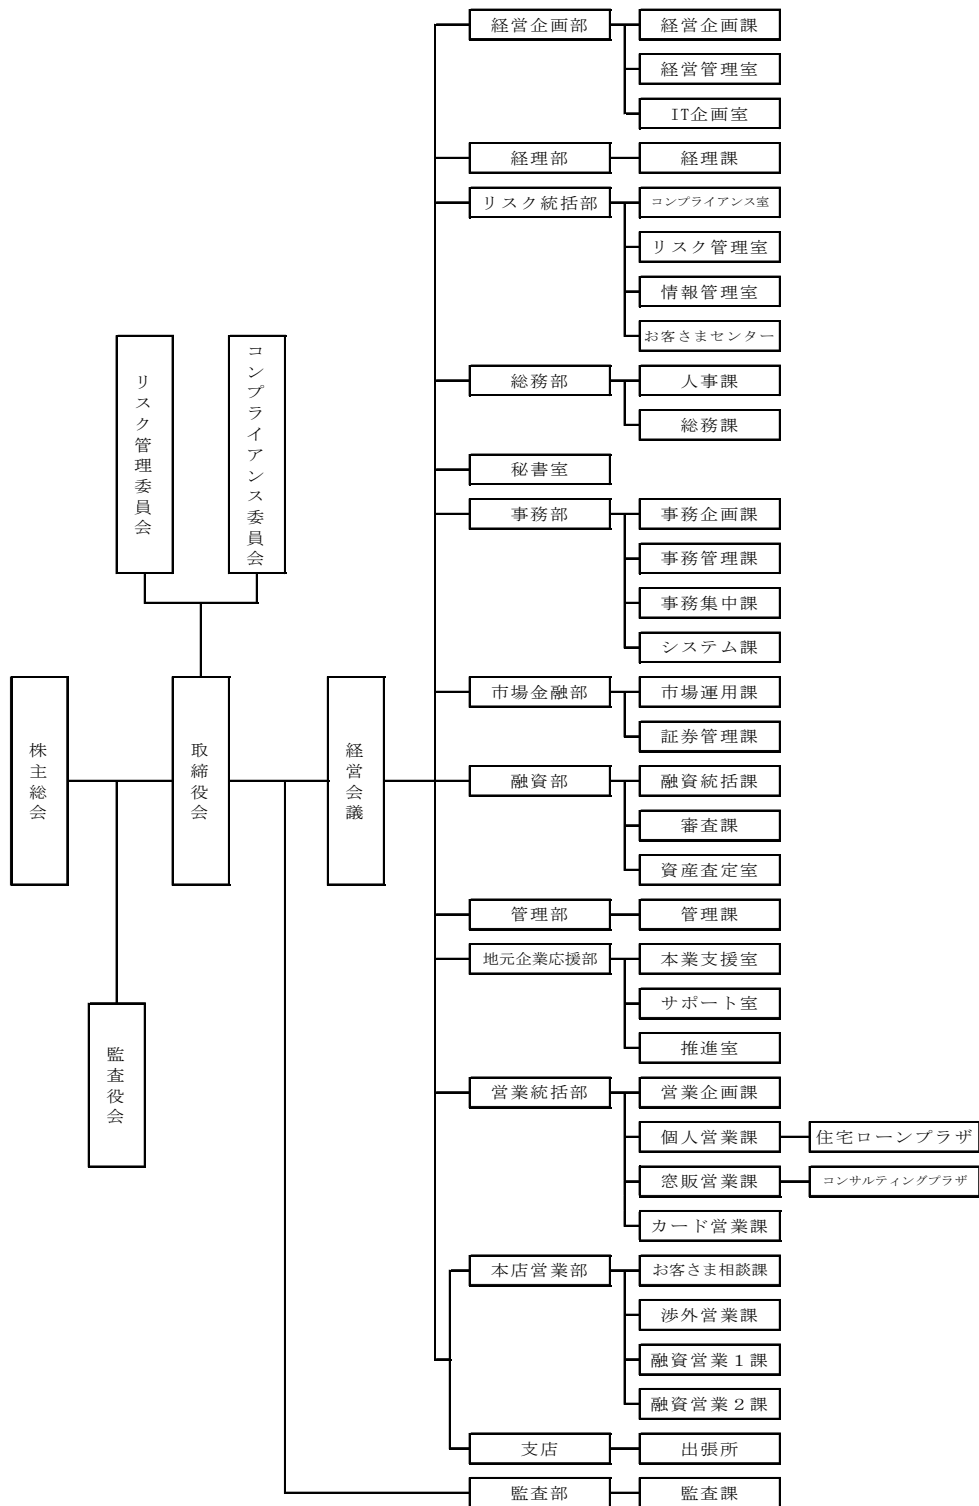 経営企画部
経営企画課
経営管理室
IT企画室
経理部
経理課
リスク統括部
コンプライアンス室
リスク管理室
情報管理室
お客さまセンター
リスク管理委員会
コンプライアンス委員会
総務部
人事課
総務課
秘書室
事務部
事務企画課
事務管理課
事務集中課
システム課
株主総会
取締役会
経営会議
市場金融部
市場運用課
証券管理課
融資部
融資統括課
審査課
資産査定室
管理部
管理課
地元企業応援部
本業支援室
サポート室
推進室
監査役会
営業統括部
営業企画課
個人営業課
住宅ローンプラザ
窓販営業課
コンサルティングプラザ
カード営業課
本店営業部
お客さま相談課
渉外営業課
融資営業1課
融資営業2課
支店
出張所
監査部
監査課